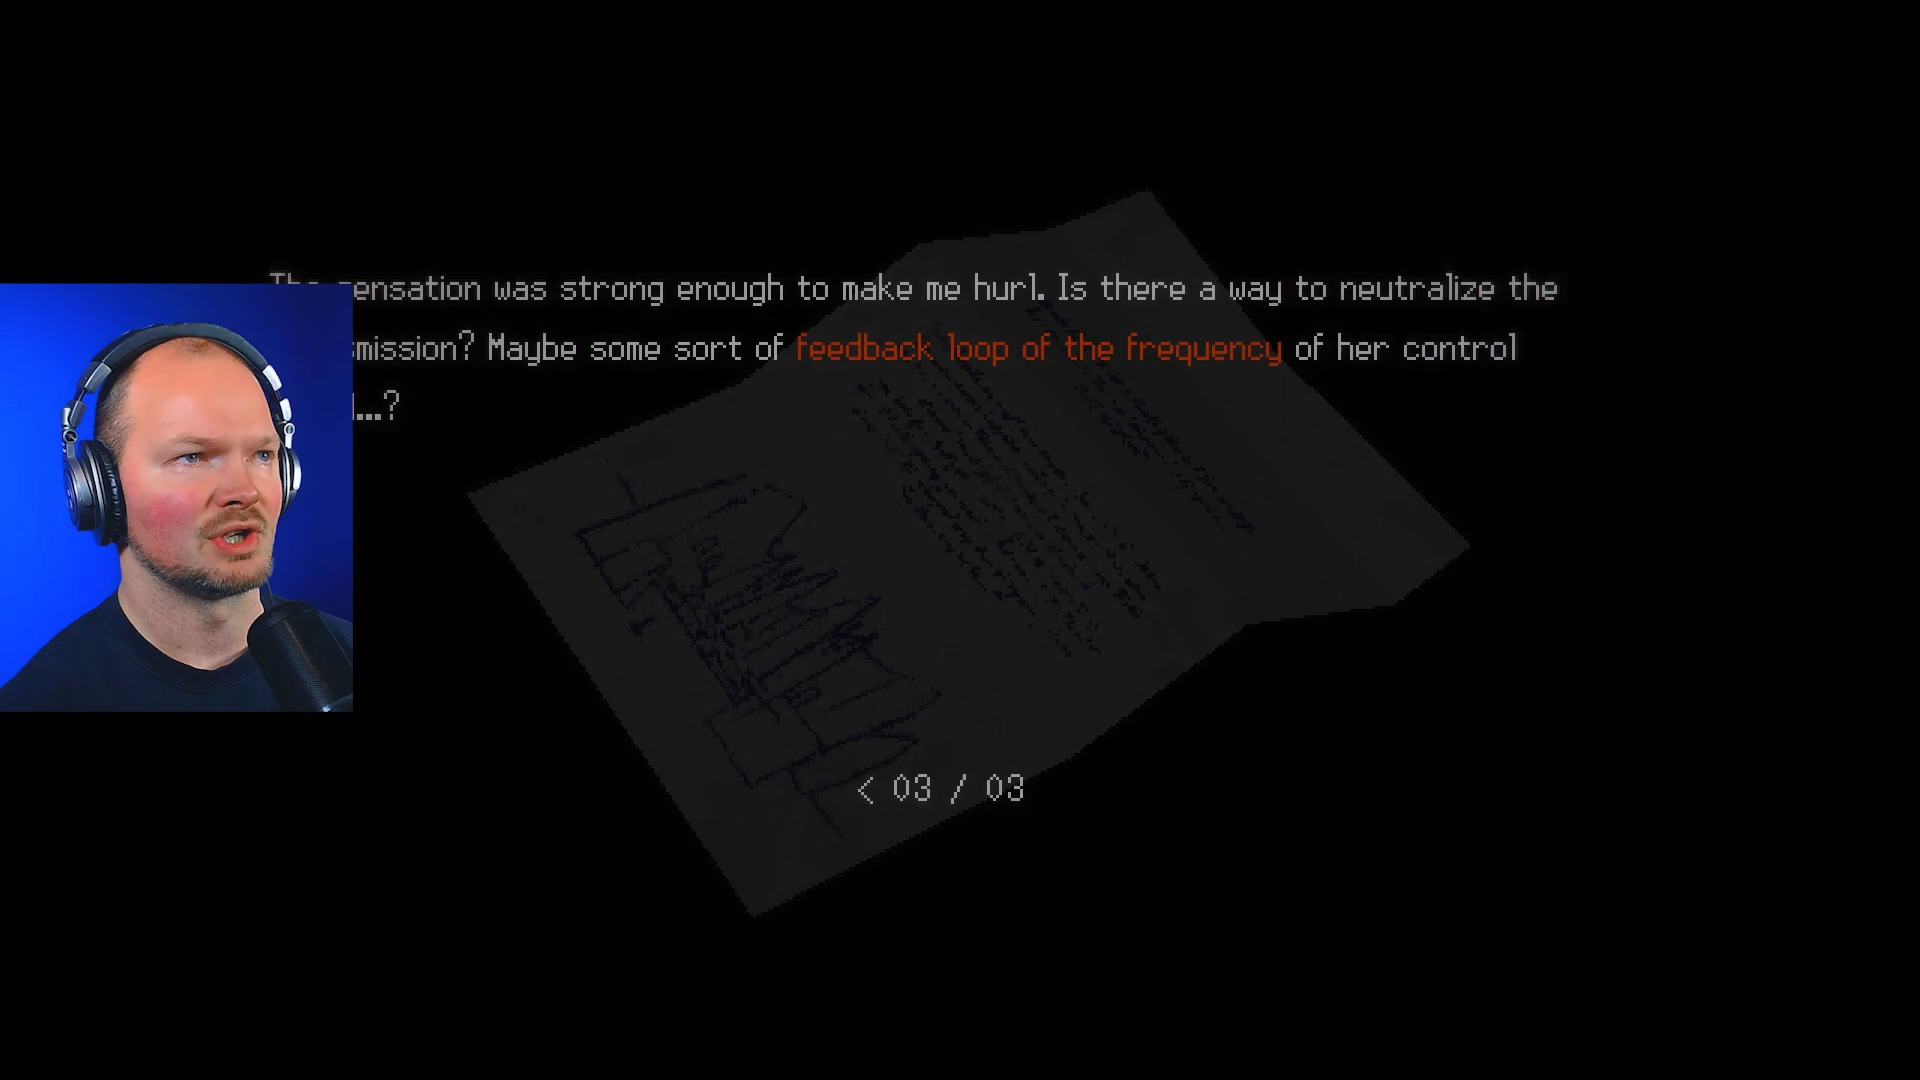 sensation was strong enough to make me hurl. Is there a way to neutralize the
Maybe some sort of feedback loop of the frequency of her control
...?
< 03 / 03